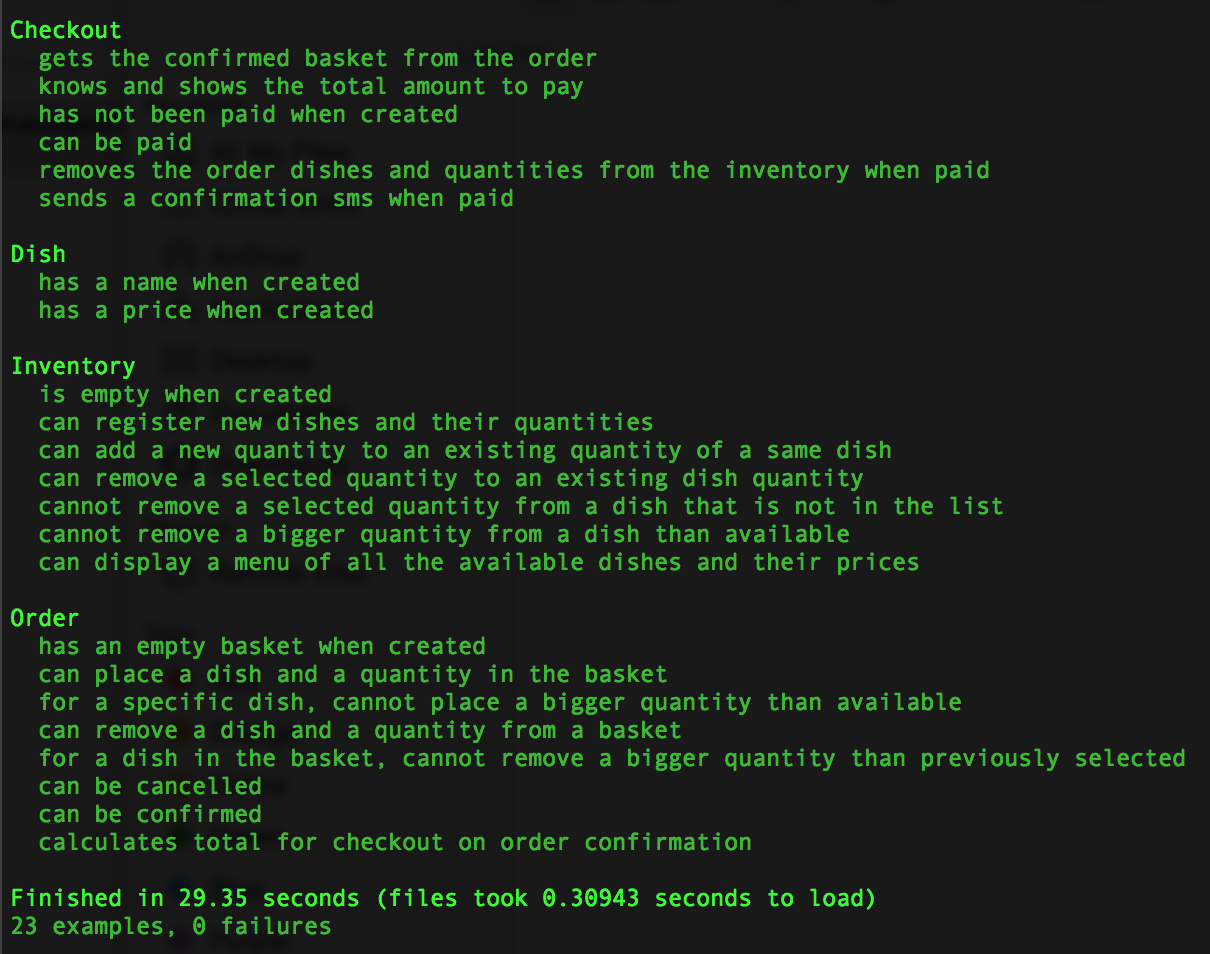 Checkout
gets the confirmed basket from the order
knows and shows the total amount to pay
has not been paid when created
can be paid
removes the order dishes and quantities from the inventory when paid
sends a confirmation sms when paid
Dish
has a name when created
has a price when created
Inventory
is empty when created
can register new dishes and their quantities
can add a new quantity to an existing quantity of a same dish
can remove a selected quantity to an existing dish quantity
cannot remove a selected quantity from a dish that is not in the list
cannot remove a bigger quantity from a dish than available
can display a menu of all the available dishes and their prices
Order
has an empty basket when created
can place a dish and a quantity in the basket
for a specific dish, cannot place a bigger quantity than available
can remove a dish and a quantity from a basket
for a dish in the basket, cannot remove a bigger quantity than previously selected
can be cancelled
can be confirmed
calculates total for checkout on order confirmation
Finished in 29.35 seconds (files took 0.30943 seconds to load)
23 examples, 0 failures